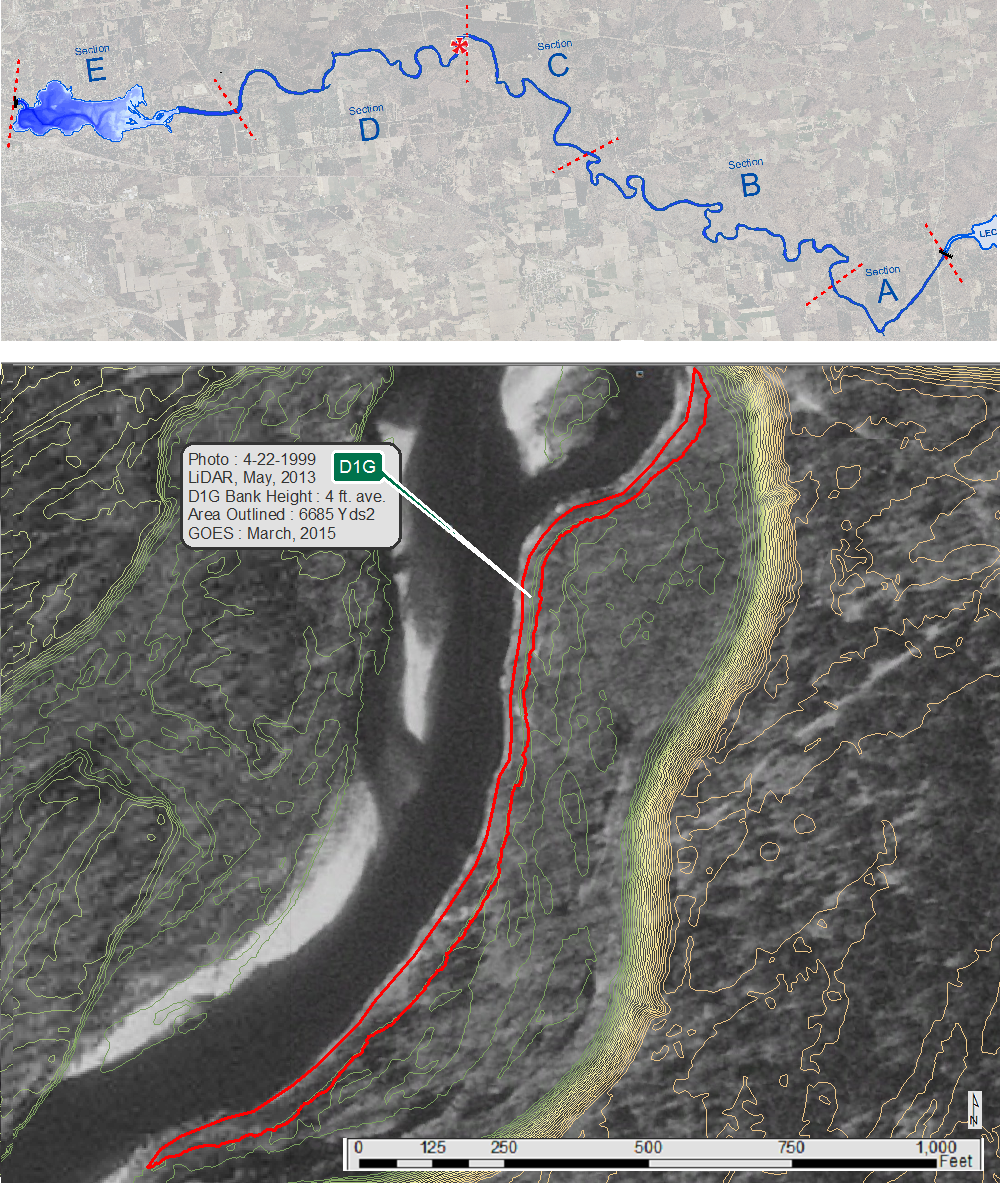 Section
E
Section
D
Section
C
Section
B
Section
A
LEC
Photo : 4-22-1999
LiDAR, May, 2013
D1G Bank Height : 4 ft. ave.
Area Outlined : 6685 Yds2
GOES : March, 2015
D1G
N
0 125 250 500 750 1,000
Feet